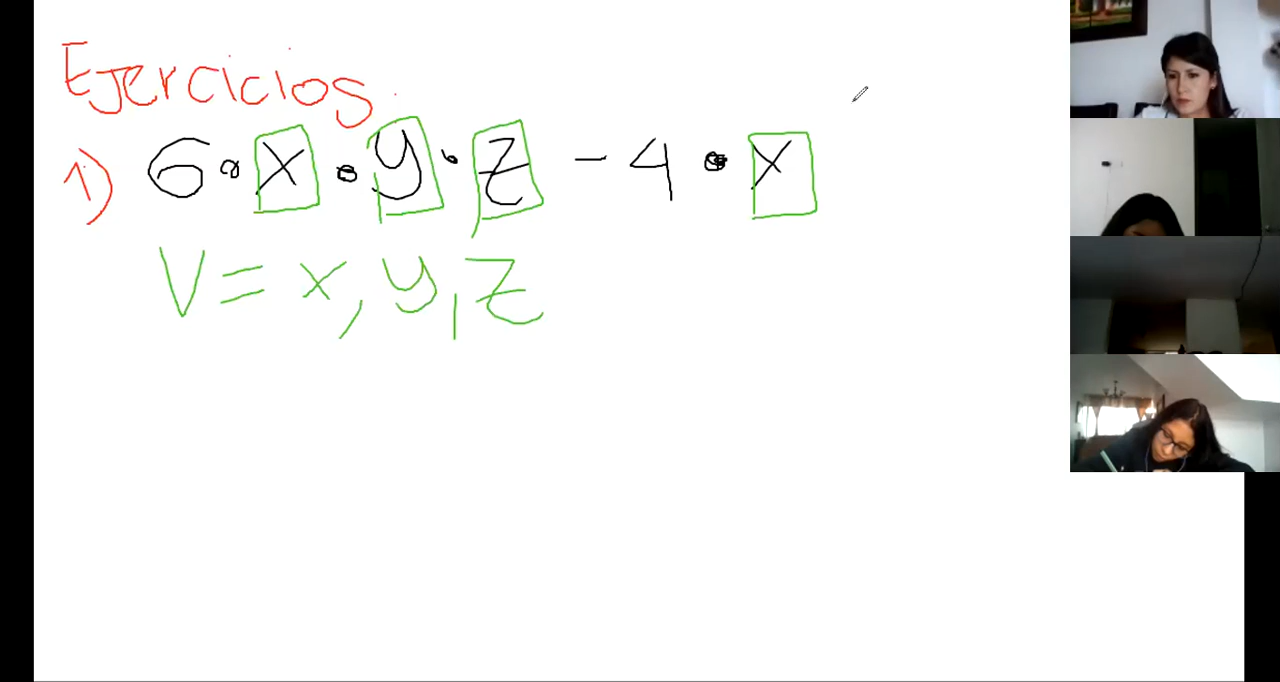 Ejercicios.
1) 6 • x • y • z - 4 • x
V = x, y, z